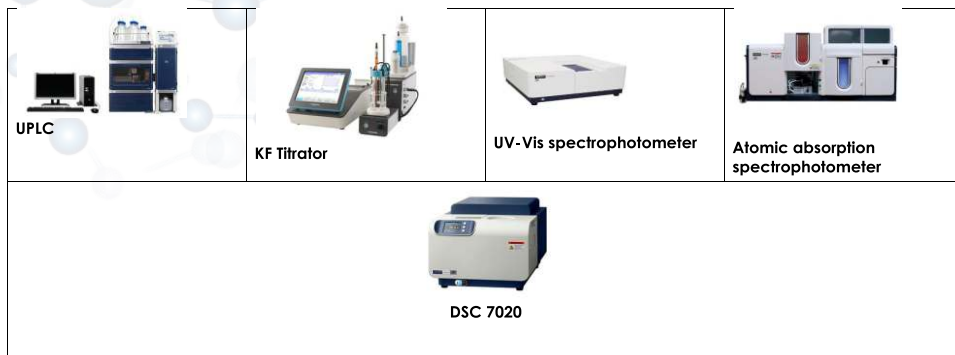 UPLC
KF Titrator
UV-Vis spectrophotometer
Atomic absorption
spectrophotometer
DSC 7020